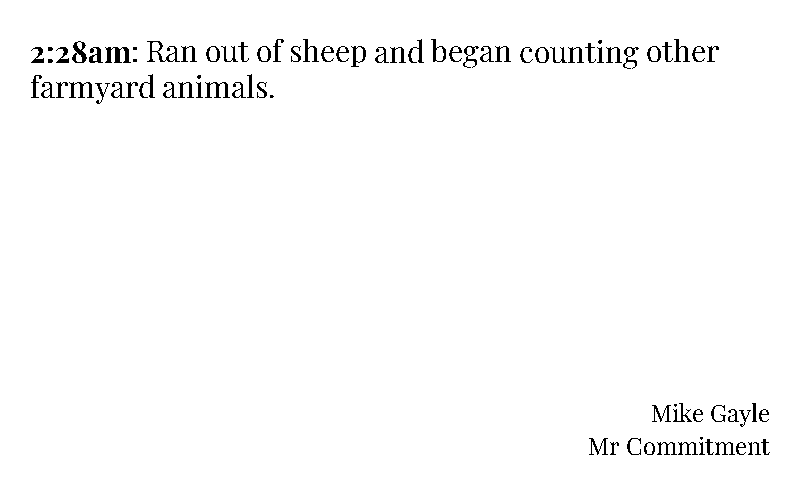 2:28am: Ran out of sheep and began counting other
farmyard animals.
Mike Gayle
Mr Commitment